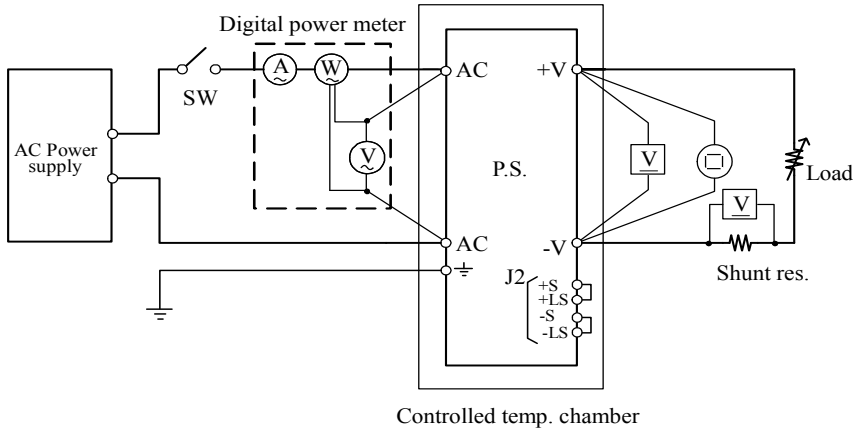 Digital power meter
AC Power
supply
SW
A
W
V
AC
AC
P.S.
+V
-V
J2
+S
+LS
-S
-LS
V
V
Load
Shunt res.
Controlled temp. chamber